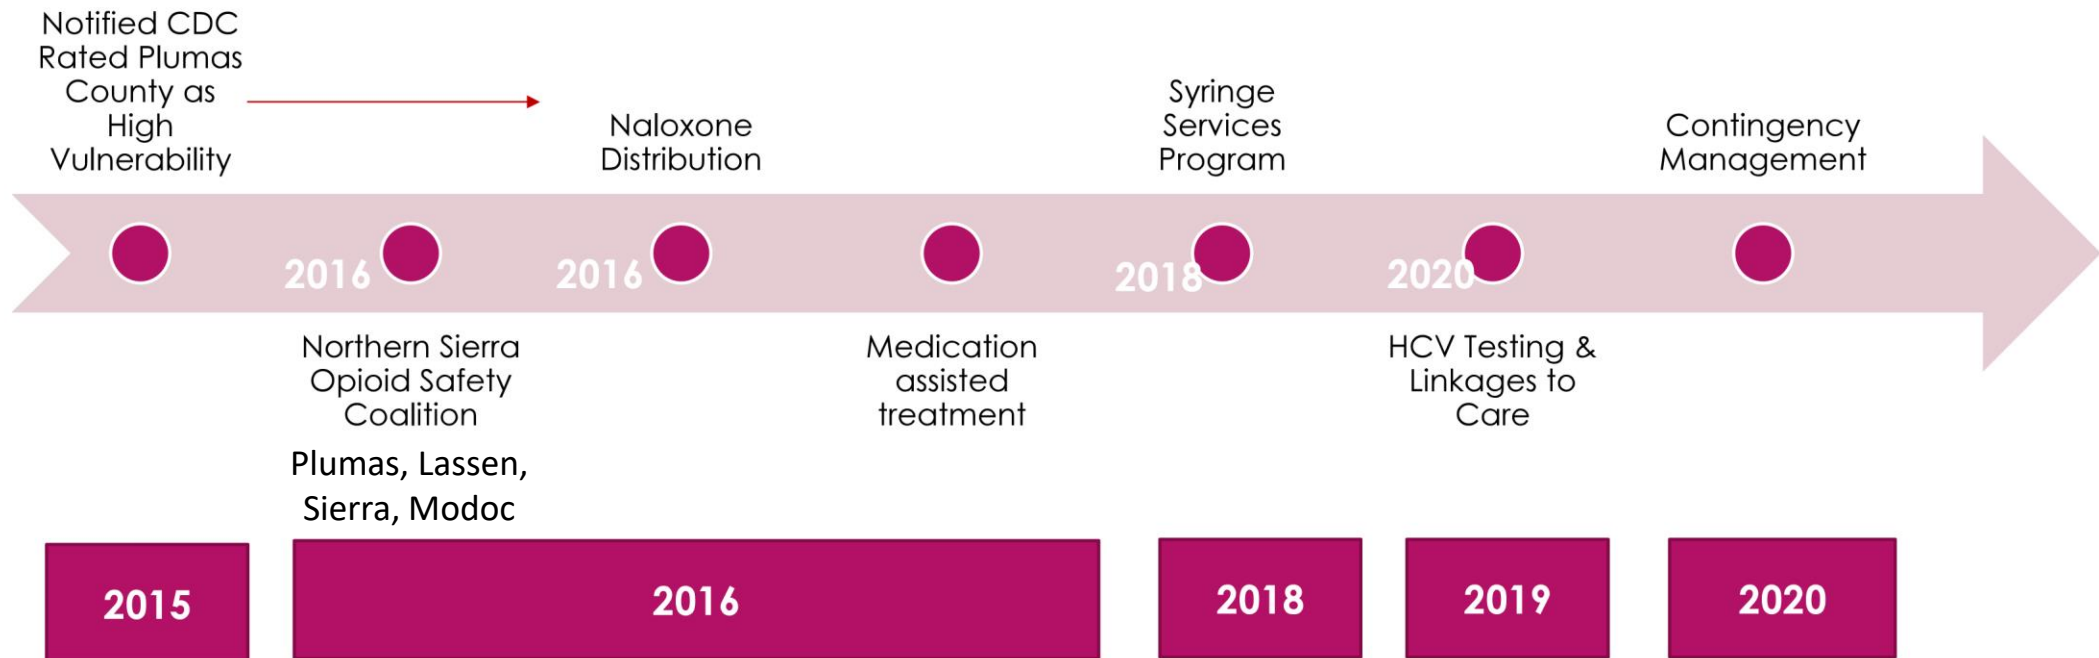 Notified CDC
Rated Plumas
County as
High
Vulnerability
Naloxone
Distribution
Syringe
Services
Program
Contingency
Management
2016
2016
2018
2020
Northern Sierra
Opioid Safety
Coalition
Plumas, Lassen,
Sierra, Modoc
Medication
assisted
treatment
HCV Testing &
Linkages to
Care
2015
2016
2018
2019
2020